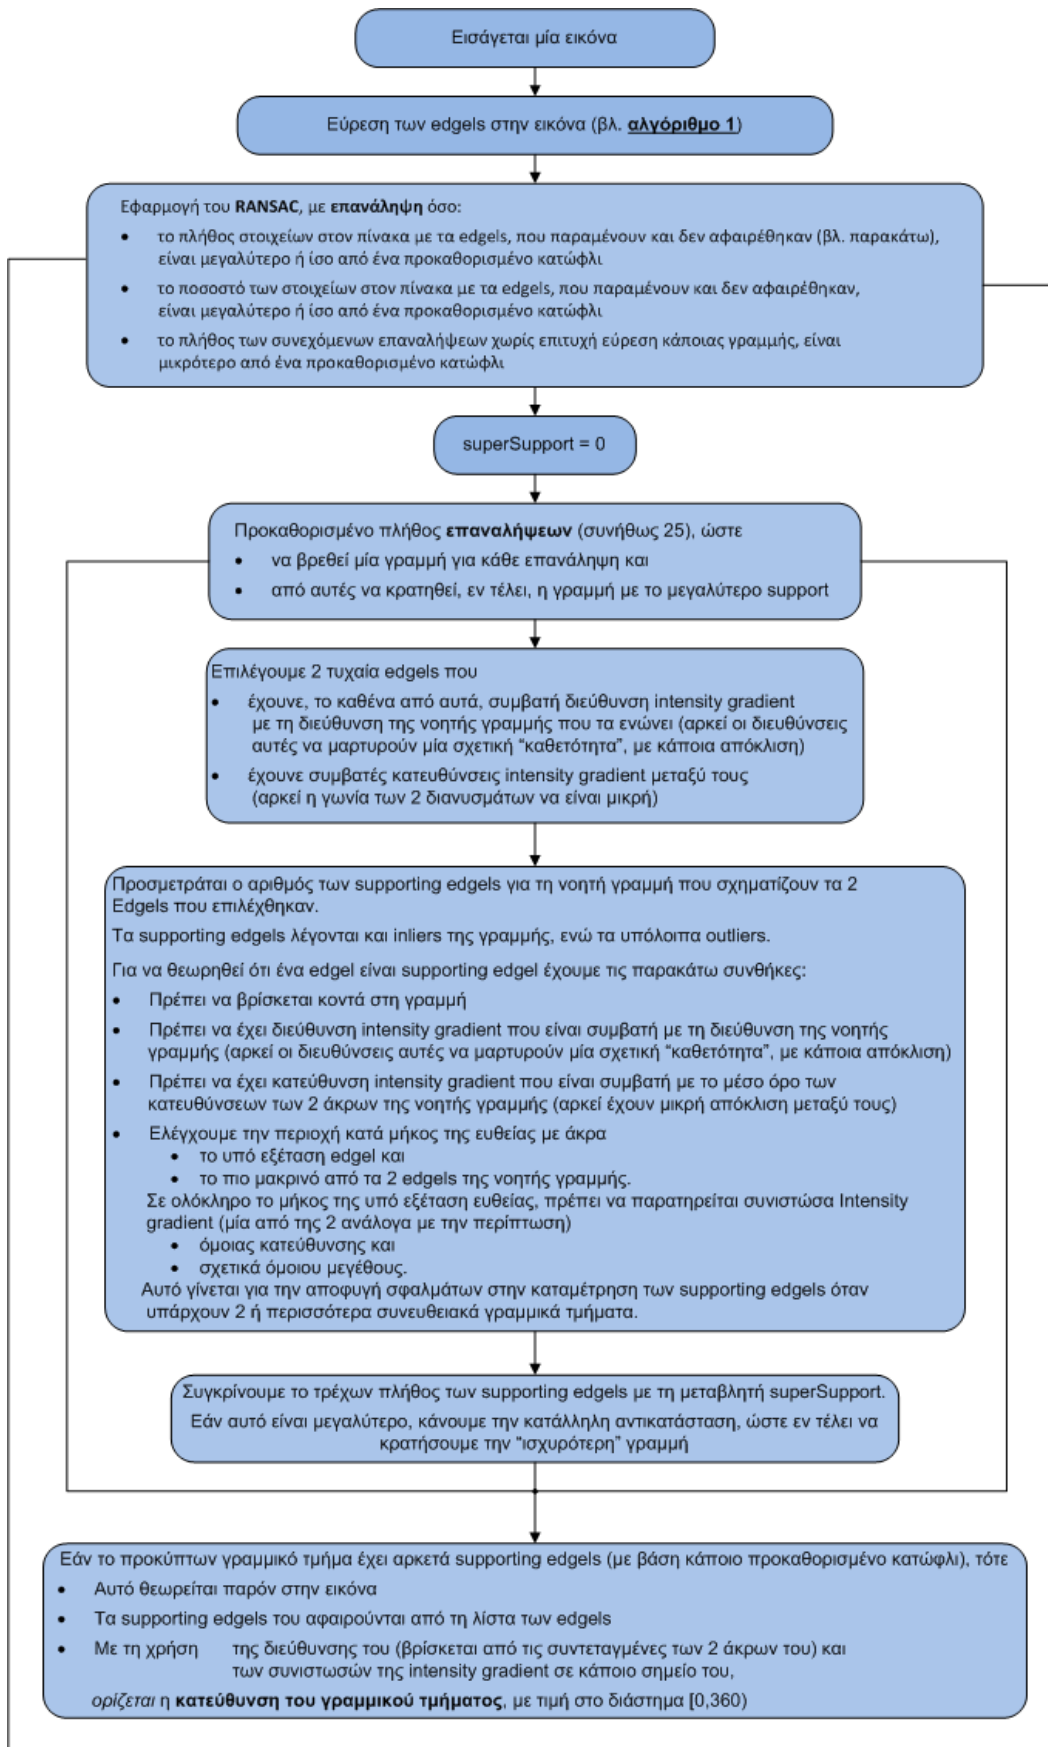 Εισάγεται μία εικόνα
Εύρεση των edgels στην εικόνα (βλ. αλγόριθμο 1)
Εφαρμογή του RANSAC, με επανάληψη όσο:
• το πλήθος στοιχείων στον πίνακα με τα edgels, που παραμένουν και δεν αφαιρέθηκαν (βλ. παρακάτω),
είναι μεγαλύτερο ή ίσο από ένα προκαθορισμένο κατώφλι
• το ποσοστό των στοιχείων στον πίνακα με τα edgels, που παραμένουν και δεν αφαιρέθηκαν,
είναι μεγαλύτερο ή ίσο από ένα προκαθορισμένο κατώφλι
• το πλήθος των συνεχόμενων επαναλήψεων χωρίς επιτυχή εύρεση κάποιας γραμμής, είναι
μικρότερο από ένα προκαθορισμένο κατώφλι
superSupport = 0
Προκαθορισμένο πλήθος επαναλήψεων (συνήθως 25), ώστε
• να βρεθεί μία γραμμή για κάθε επανάληψη και
• από αυτές να κρατηθεί, εν τέλει, η γραμμή με το μεγαλύτερο support
Επιλέγουμε 2 τυχαία edgels που
• έχουνε, το καθένα από αυτά, συμβατή διεύθυνση intensity gradient
με τη διεύθυνση της νοητής γραμμής που τα ενώνει (αρκεί οι διευθύνσεις
αυτές να μαρτυρούν μία σχετική “καθετότητα”, με κάποια απόκλιση)
• έχουνε συμβατές κατευθύνσεις intensity gradient μεταξύ τους
(αρκεί η γωνία των 2 διανυσμάτων να είναι μικρή)
Προσμετράται ο αριθμός των supporting edgels για τη νοητή γραμμή που σχηματίζουν τα 2
Edgels που επιλέχθηκαν.
Τα supporting edgels λέγονται και inliers της γραμμής, ενώ τα υπόλοιπα outliers.
Για να θεωρηθεί ότι ένα edgel είναι supporting edgel έχουμε τις παρακάτω συνθήκες:
• Πρέπει να βρίσκεται κοντά στη γραμμή
• Πρέπει να έχει διεύθυνση intensity gradient που είναι συμβατή με τη διεύθυνση της νοητής
γραμμής (αρκεί οι διευθύνσεις αυτές να μαρτυρούν μία σχετική “καθετότητα”, με κάποια απόκλιση)
• Πρέπει να έχει κατεύθυνση intensity gradient που είναι συμβατή με το μέσο όρο των
κατευθύνσεων των 2 άκρων της νοητής γραμμής (αρκεί έχουν μικρή απόκλιση μεταξύ τους)
• Ελέγχουμε την περιοχή κατά μήκος της ευθείας με άκρα
• το υπό εξέταση edgel και
• το πιο μακρινό από τα 2 edgels της νοητής γραμμής.
Σε ολόκληρο το μήκος της υπό εξέταση ευθείας, πρέπει να παρατηρείται συνιστώσα Intensity
gradient (μία από της 2 ανάλογα με την περίπτωση)
• όμοιας κατεύθυνσης και
• σχετικά όμοιου μεγέθους.
Αυτό γίνεται για την αποφυγή σφαλμάτων στην καταμέτρηση των supporting edgels όταν
υπάρχουν 2 ή περισσότερα συνευθειακά γραμμικά τμήματα.
Συγκρίνουμε το τρέχων πλήθος των supporting edgels με τη μεταβλητή superSupport.
Εάν αυτό είναι μεγαλύτερο, κάνουμε την κατάλληλη αντικατάσταση, ώστε εν τέλει να
κρατήσουμε την “ισχυρότερη” γραμμή
Εάν το προκύπτων γραμμικό τμήμα έχει αρκετά supporting edgels (με βάση κάποιο προκαθορισμένο κατώφλι), τότε
• Αυτό θεωρείται παρόν στην εικόνα
• Τα supporting edgels του αφαιρούνται από τη λίστα των edgels
• Με τη χρήση της διεύθυνσης του (βρίσκεται από τις συντεταγμένες των 2 άκρων του) και
των συνιστωσών της intensity gradient σε κάποιο σημείο του,
ορίζεται η κατεύθυνση του γραμμικού τμήματος, με τιμή στο διάστημα [0,360)